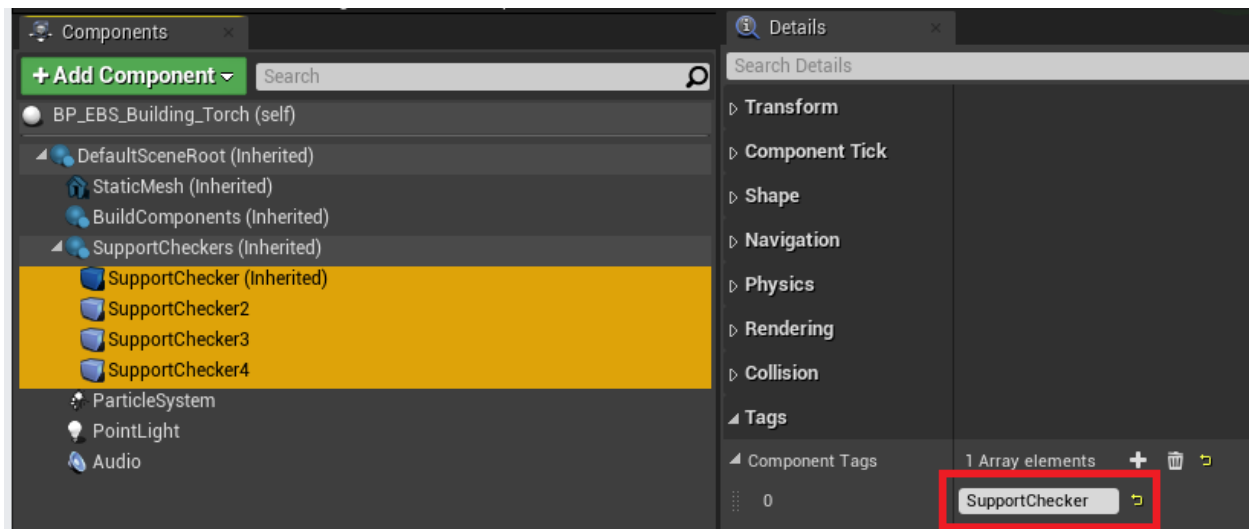 Components
+ Add Component
Search
BP_EBS_Building_Torch (self)
DefaultSceneRoot (Inherited)
StaticMesh (Inherited)
BuildComponents (Inherited)
SupportCheckers (Inherited)
SupportChecker (Inherited)
SupportChecker2
SupportChecker3
SupportChecker4
ParticleSystem
PointLight
Audio
Details
Search Details
Transform
Component Tick
Shape
Navigation
Physics
Rendering
Collision
Tags
Component Tags 1 Array elements
0 SupportChecker